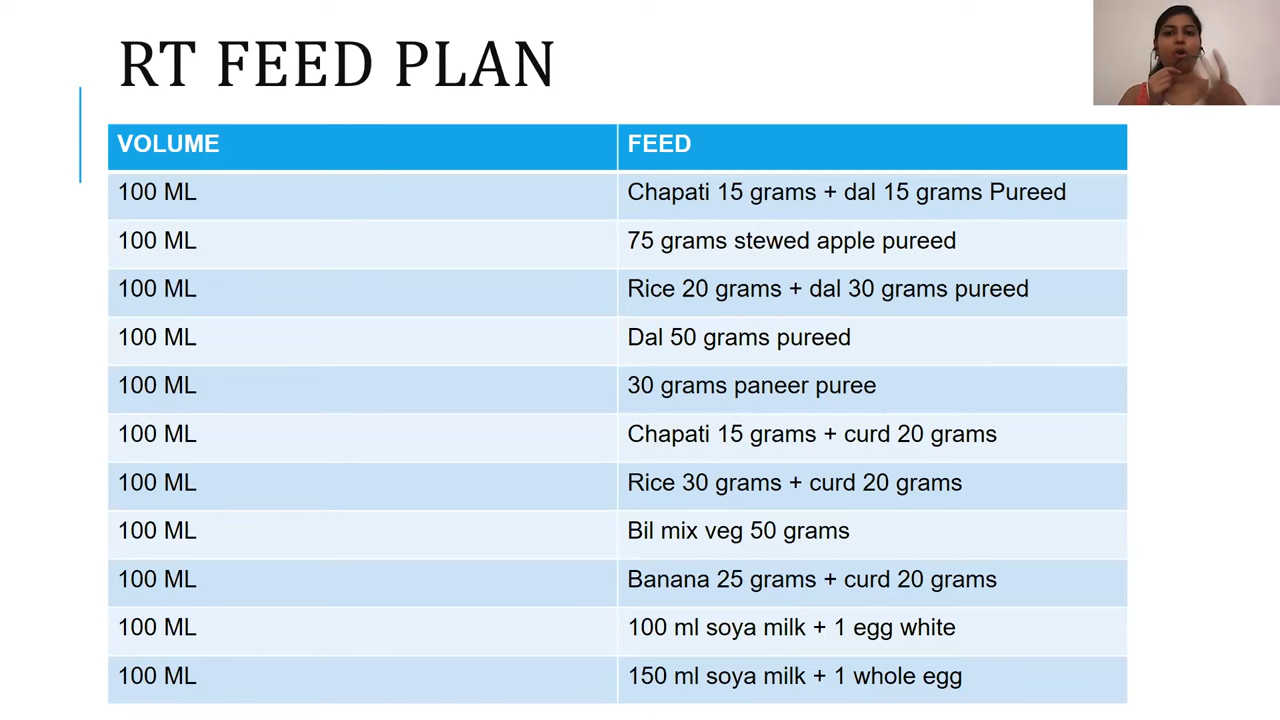 RT FEED PLAN
VOLUME FEED
100 ML Chapati 15 grams + dal 15 grams Pureed
100 ML 75 grams stewed apple pureed
100 ML Rice 20 grams + dal 30 grams pureed
100 ML Dal 50 grams pureed
100 ML 30 grams paneer puree
100 ML Chapati 15 grams + curd 20 grams
100 ML Rice 30 grams + curd 20 grams
100 ML Bil mix veg 50 grams
100 ML Banana 25 grams + curd 20 grams
100 ML 100 ml soya milk + 1 egg white
100 ML 150 ml soya milk + 1 whole egg